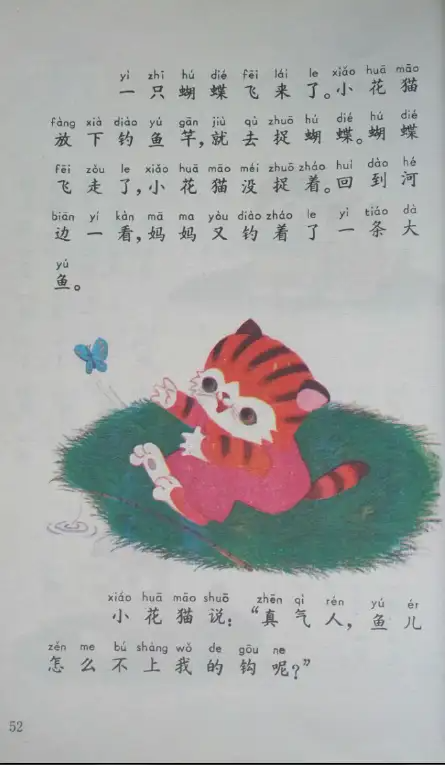 yì zhī hú dié fēi lái le xiǎo huā māo
一只蝴蝶飞来了。小花猫
fàng xià diào yú gān jiù qù zhuō hú dié hú dié
放下钓鱼竿，就去捉蝴蝶。蝴蝶
fēi zǒu le xiǎo huā māo méi zhuō zháo huí dào hé
飞走了，小花猫没捉着。回到河
biān yí kàn mā ma yòu diào zháo le yì tiáo dà
边一看，妈妈又钓着了一条大
yú
鱼。
xiǎo huā māo shuō zhēn qì rén yú ér
小花猫说：“真气人，鱼儿
zěn me bú shàng wǒ de gōu ne
怎么不上我的钩呢？”
52